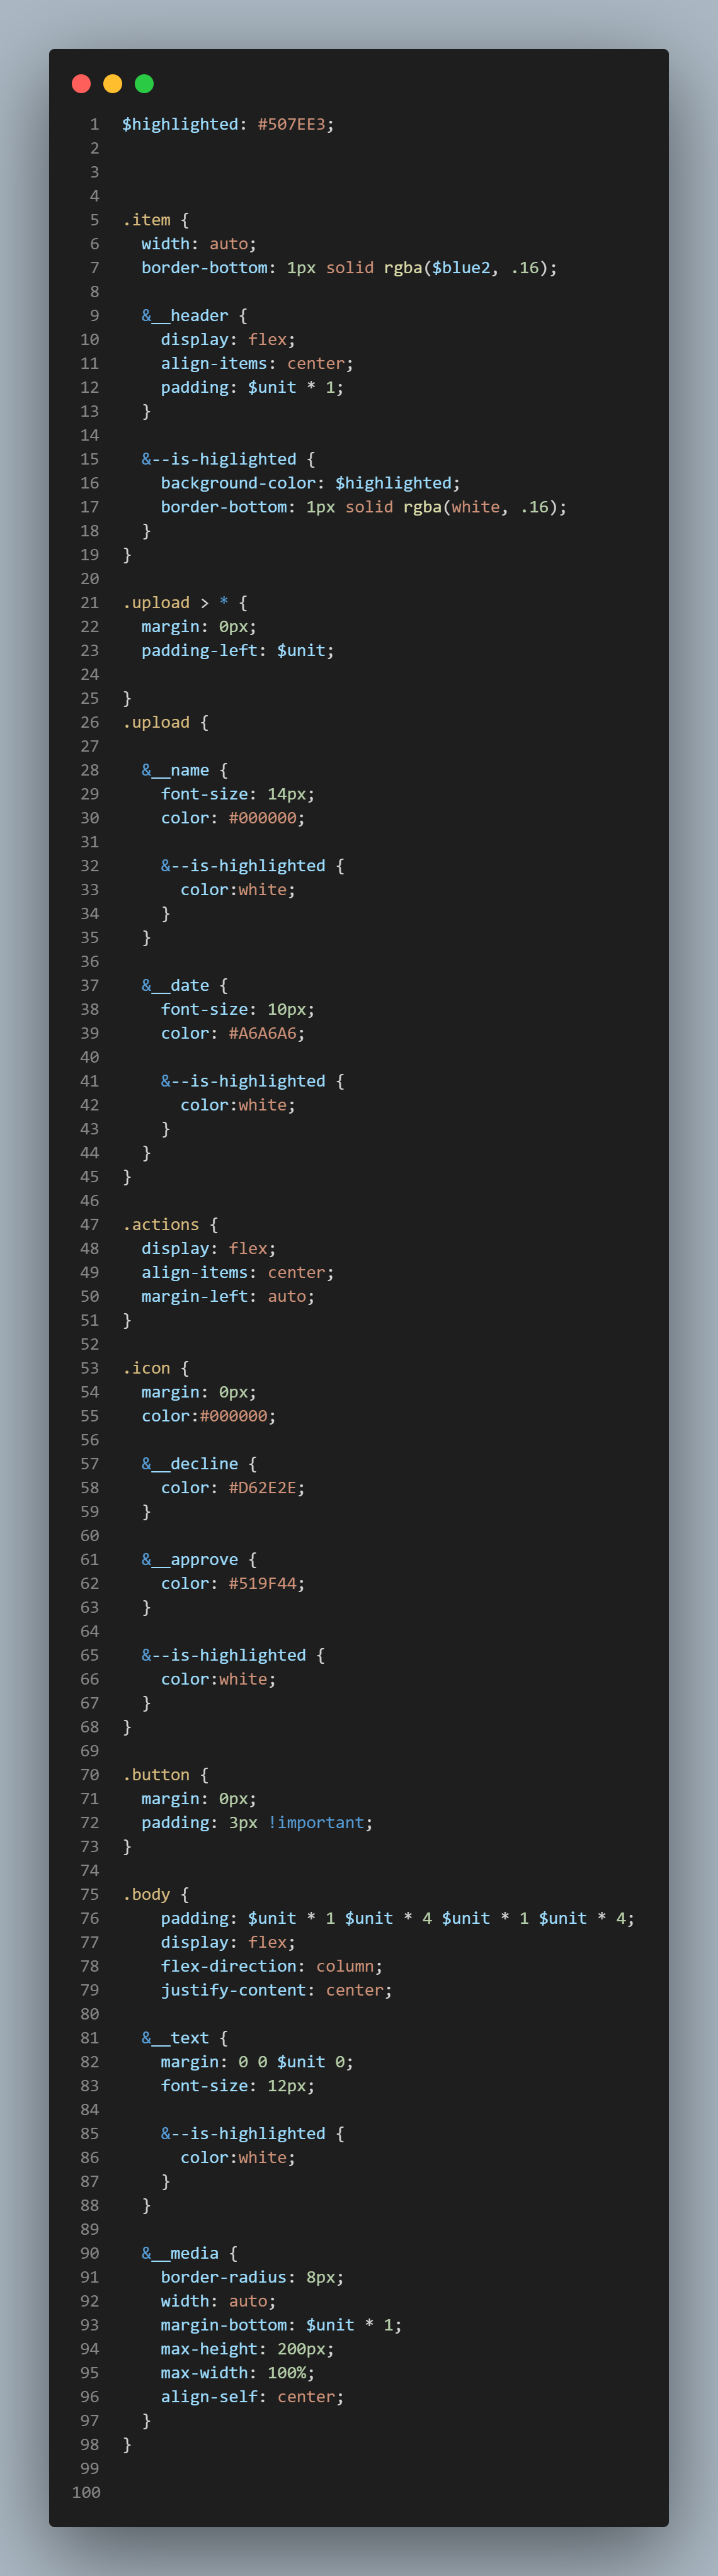 1 $highlighted: #507EE3;
2
3
4
5 .item {
6   width: auto;
7   border-bottom: 1px solid rgba($blue2, .16);
8
9   &__header {
10     display: flex;
11     align-items: center;
12     padding: $unit * 1;
13   }
14
15   &--is-higlighted {
16     background-color: $highlighted;
17     border-bottom: 1px solid rgba(white, .16);
18   }
19 }
20
21 .upload > * {
22   margin: 0px;
23   padding-left: $unit;
24
25 }
26 .upload {
27
28   &__name {
29     font-size: 14px;
30     color: #000000;
31
32     &--is-highlighted {
33       color:white;
34     }
35   }
36
37   &__date {
38     font-size: 10px;
39     color: #A6A6A6;
40
41     &--is-highlighted {
42       color:white;
43     }
44   }
45 }
46
47 .actions {
48   display: flex;
49   align-items: center;
50   margin-left: auto;
51 }
52
53 .icon {
54   margin: 0px;
55   color:#000000;
56
57   &__decline {
58     color: #D62E2E;
59   }
60
61   &__approve {
62     color: #519F44;
63   }
64
65   &--is-highlighted {
66     color:white;
67   }
68 }
69
70 .button {
71   margin: 0px;
72   padding: 3px !important;
73 }
74
75 .body {
76     padding: $unit * 1 $unit * 4 $unit * 1 $unit * 4;
77     display: flex;
78     flex-direction: column;
79     justify-content: center;
80
81   &__text {
82     margin: 0 0 $unit 0;
83     font-size: 12px;
84
85     &--is-highlighted {
86       color:white;
87     }
88   }
89
90   &__media {
91     border-radius: 8px;
92     width: auto;
93     margin-bottom: $unit * 1;
94     max-height: 200px;
95     max-width: 100%;
96     align-self: center;
97   }
98 }
99
100